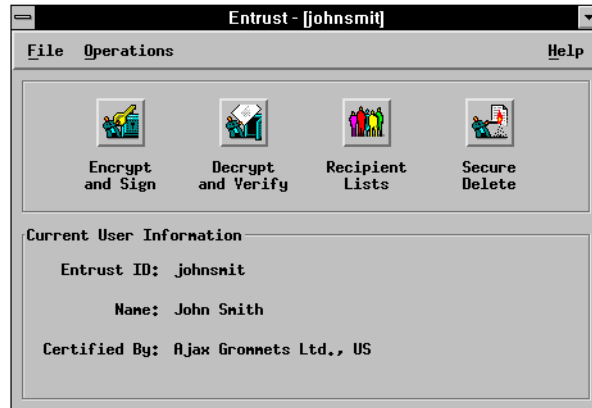 Entrust - [johnsmit]
File Operations Help
Encrypt and Sign
Decrypt and Verify
Recipient Lists
Secure Delete
Current User Information
Entrust ID: johnsmit
Name: John Smith
Certified By: Ajax Grommets Ltd., US